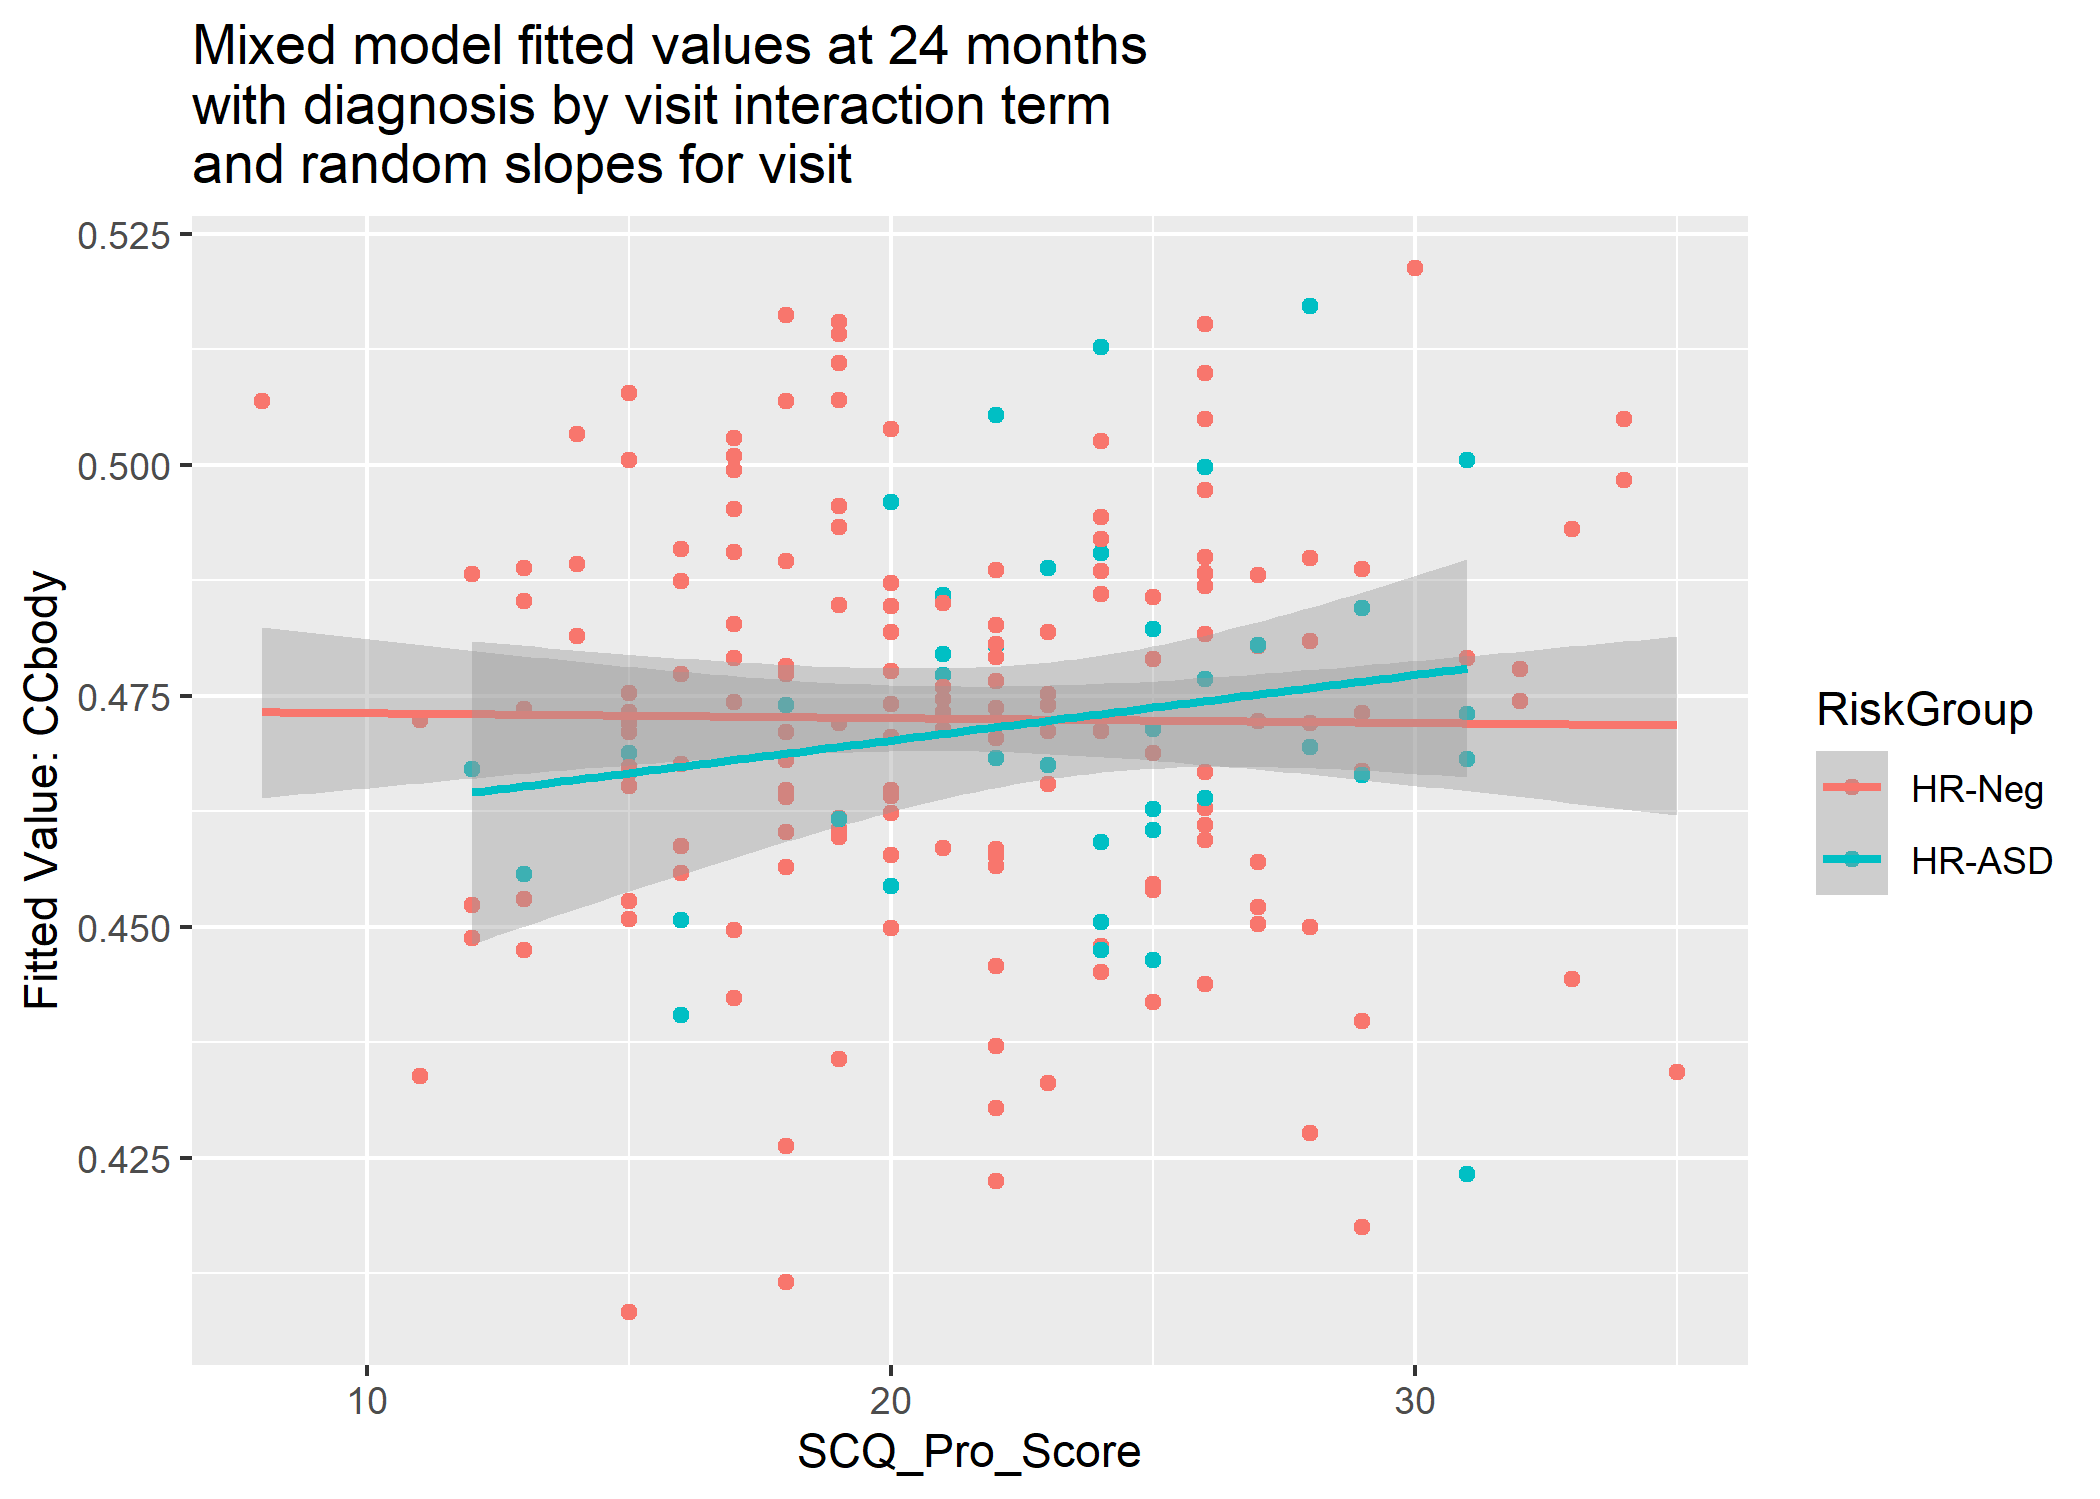 Mixed model fitted values at 24 months
with diagnosis by visit interaction term
and random slopes for visit
0.525
0.500
0.475
0.450
0.425
Fitted Value: CCbody
10
20
30
SCQ_Pro_Score
RiskGroup
HR-Neg
HR-ASD